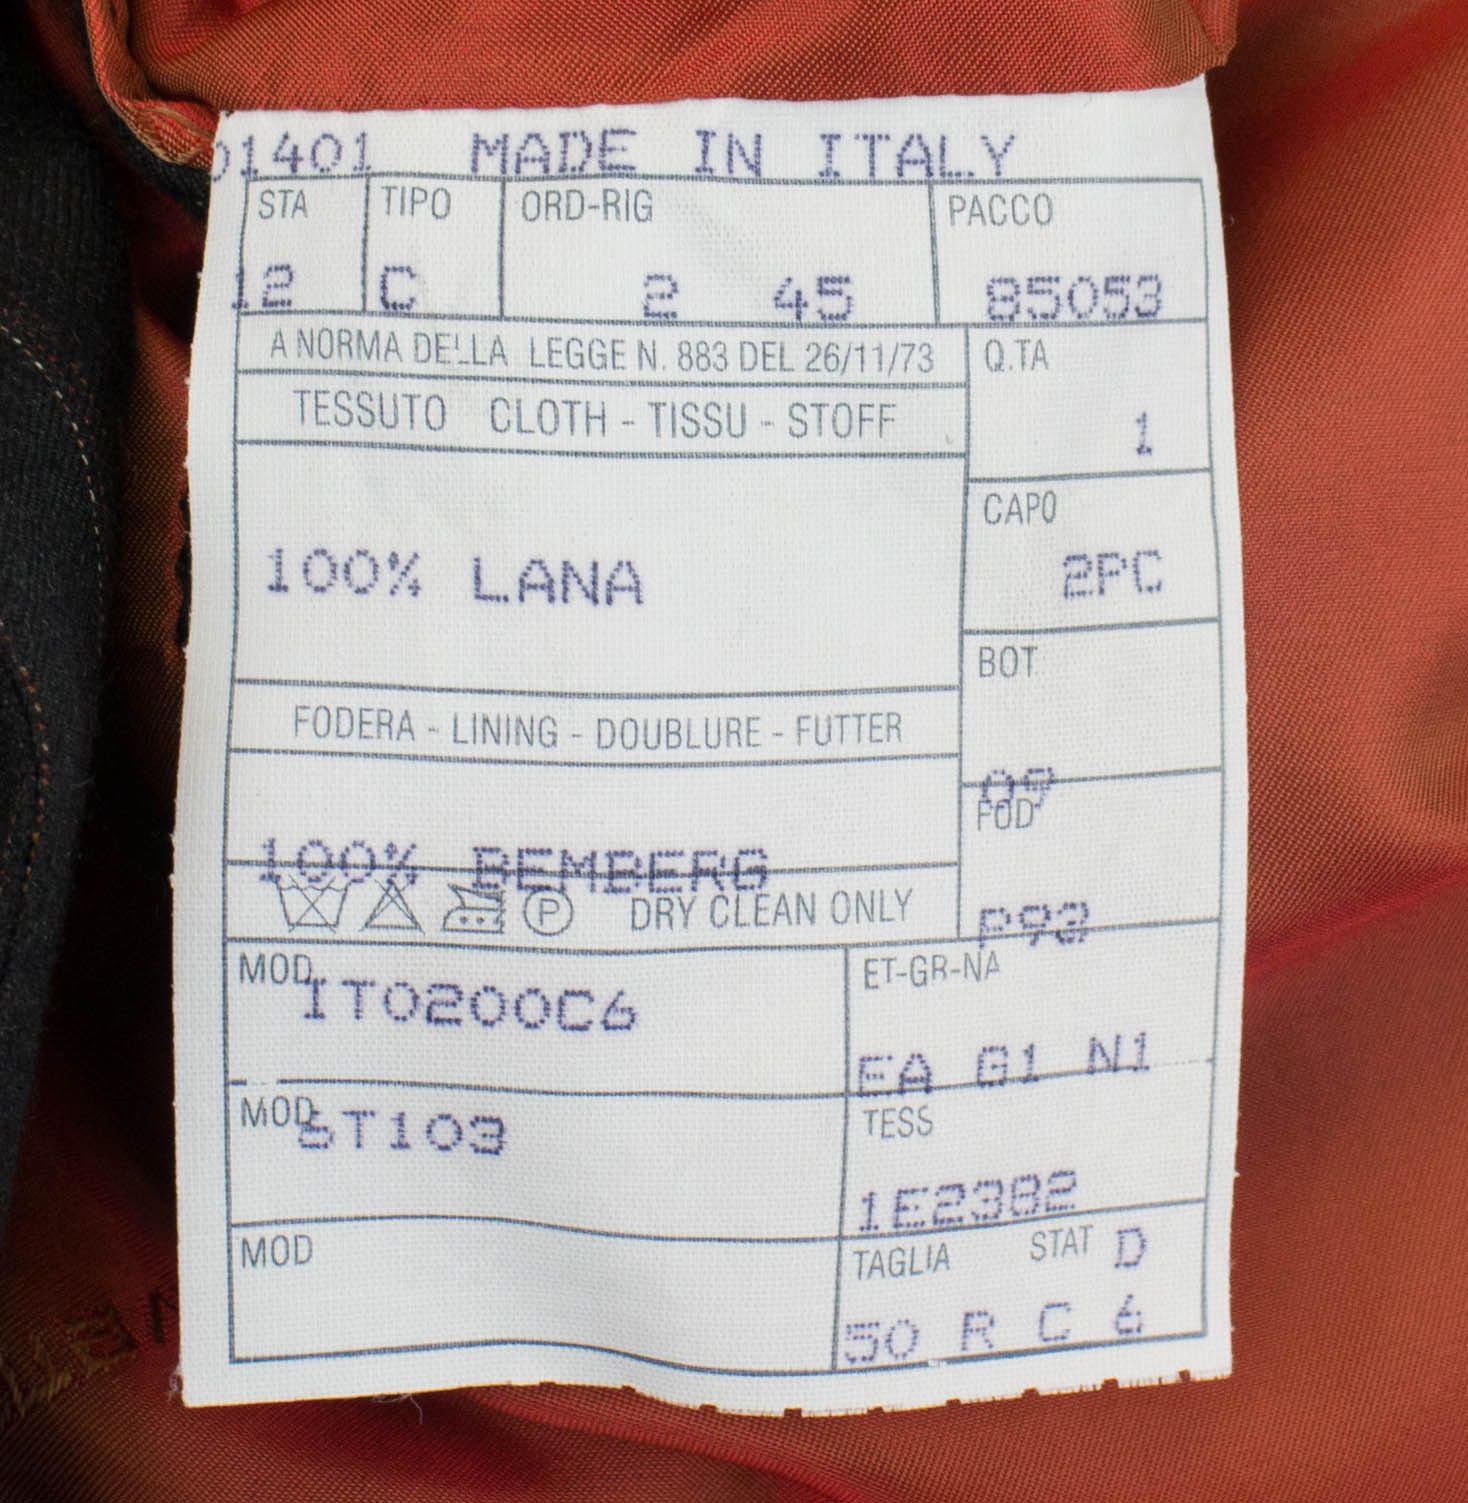 01401 MADE IN ITALY
STA TIPO ORD-RIG PACCO
12 C 2 45 85053
A NORMA DELLA LEGGE N. 883 DEL 26/11/73 Q.TA
TESSUTO CLOTH - TISSU - STOFF
1
CAPO
100% LANA 2PC
BOT
FODERA - LINING - DOUBLURE - FUTTER
09
FOD
100% BEMBERG
P DRY CLEAN ONLY
P93
MOD ET-GR-NA
IT0200C6
EA G1 N1
MOD TESS
ST103
1E2382
MOD TAGLIA STAT D
50 R C 6